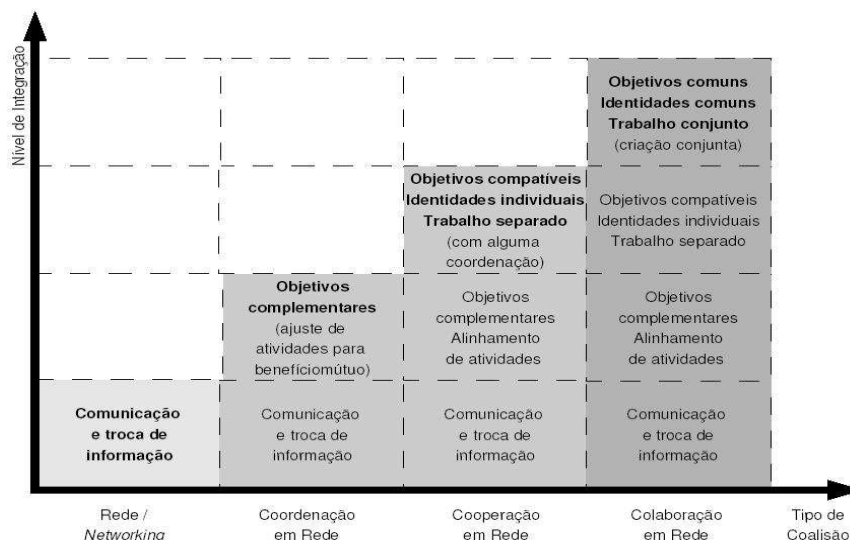 Nível de Integração
Objetivos comuns
Identidades comuns
Trabalho conjunto
(criação conjunta)
Objetivos compatíveis
Identidades individuais
Trabalho separado
(com alguma
coordenação)
Objetivos compatíveis
Identidades individuais
Trabalho separado
Objetivos
complementares
(ajuste de
atividades para
benefíciomútuo)
Objetivos
complementares
Alinhamento
de atividades
Objetivos
complementares
Alinhamento
de atividades
Comunicação
e troca de
informação
Comunicação
e troca de
informação
Comunicação
e troca de
informação
Comunicação
e troca de
informação
Rede /
Networking
Coordenação
em Rede
Cooperação
em Rede
Colaboração
em Rede
Tipo de
Coalisão